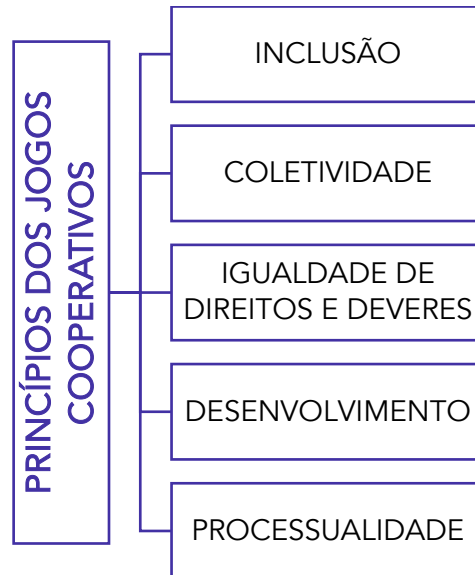 PRINCÍPIOS DOS JOGOS
COOPERATIVOS
INCLUSÃO
COLETIVIDADE
IGUALDADE DE
DIREITOS E DEVERES
DESENVOLVIMENTO
PROCESSUALIDADE